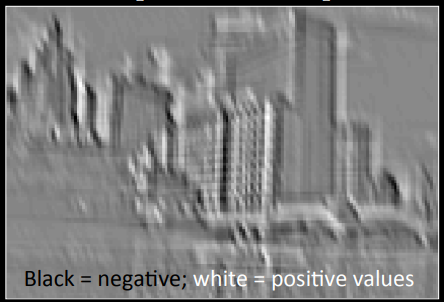 Black = negative; white = positive values